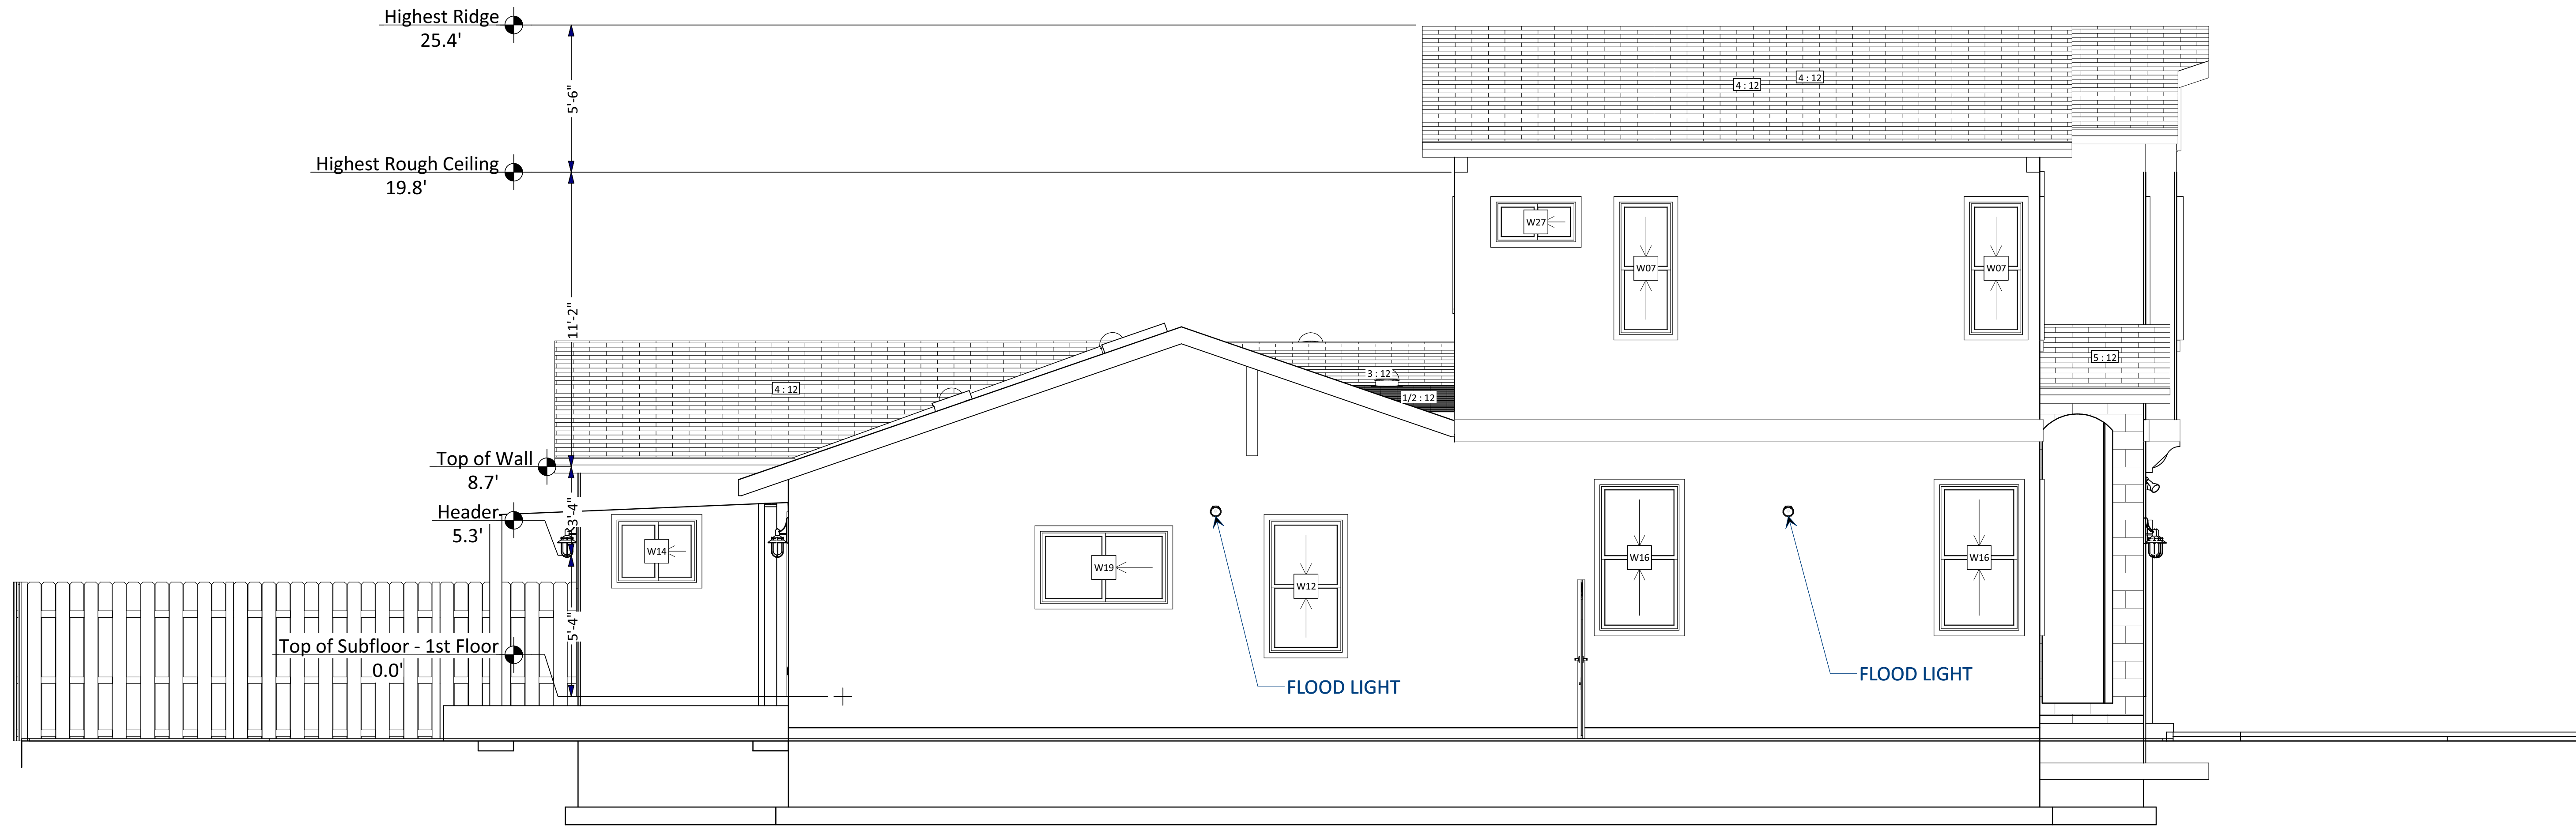 Highest Ridge
25.4'
5'-6"
4 : 12
4 : 12
Highest Rough Ceiling
19.8'
W27
W07
W07
11'-2"
5 : 12
3 : 12
4 : 12
1/2 : 12
Top of Wall
8.7'
Header
5.3'
3'-4"
W14
W19
W12
W16
W16
5'-4"
Top of Subfloor - 1st Floor
0.0'
FLOOD LIGHT
FLOOD LIGHT